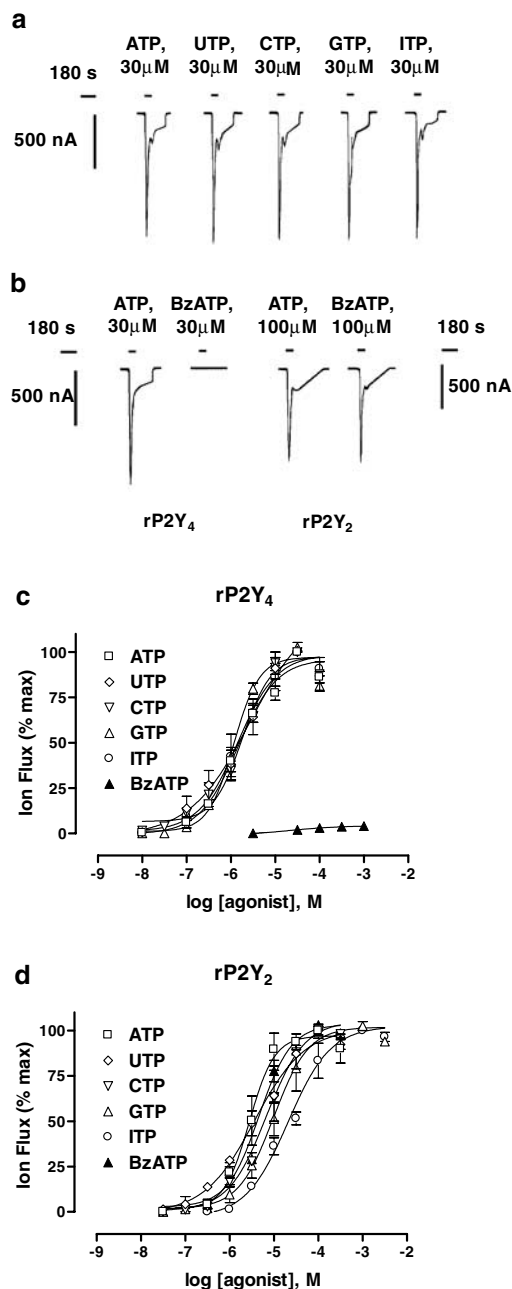 a
ATP, UTP, CTP, GTP, ITP,
30µM 30µM 30µM 30µM 30µM
180 s
500 nA
b
ATP, BzATP, ATP, BzATP,
30µM 30µM 100µM 100µM
180 s 180 s
500 nA 500 nA
rP2Y4 rP2Y2
c
rP2Y4
100
75
50
25
0
Ion Flux (% max)
ATP
UTP
CTP
GTP
ITP
BzATP
-9 -8 -7 -6 -5 -4 -3 -2
log [agonist], M
d
rP2Y2
100
75
50
25
0
Ion Flux (% max)
ATP
UTP
CTP
GTP
ITP
BzATP
-9 -8 -7 -6 -5 -4 -3 -2
log [agonist], M